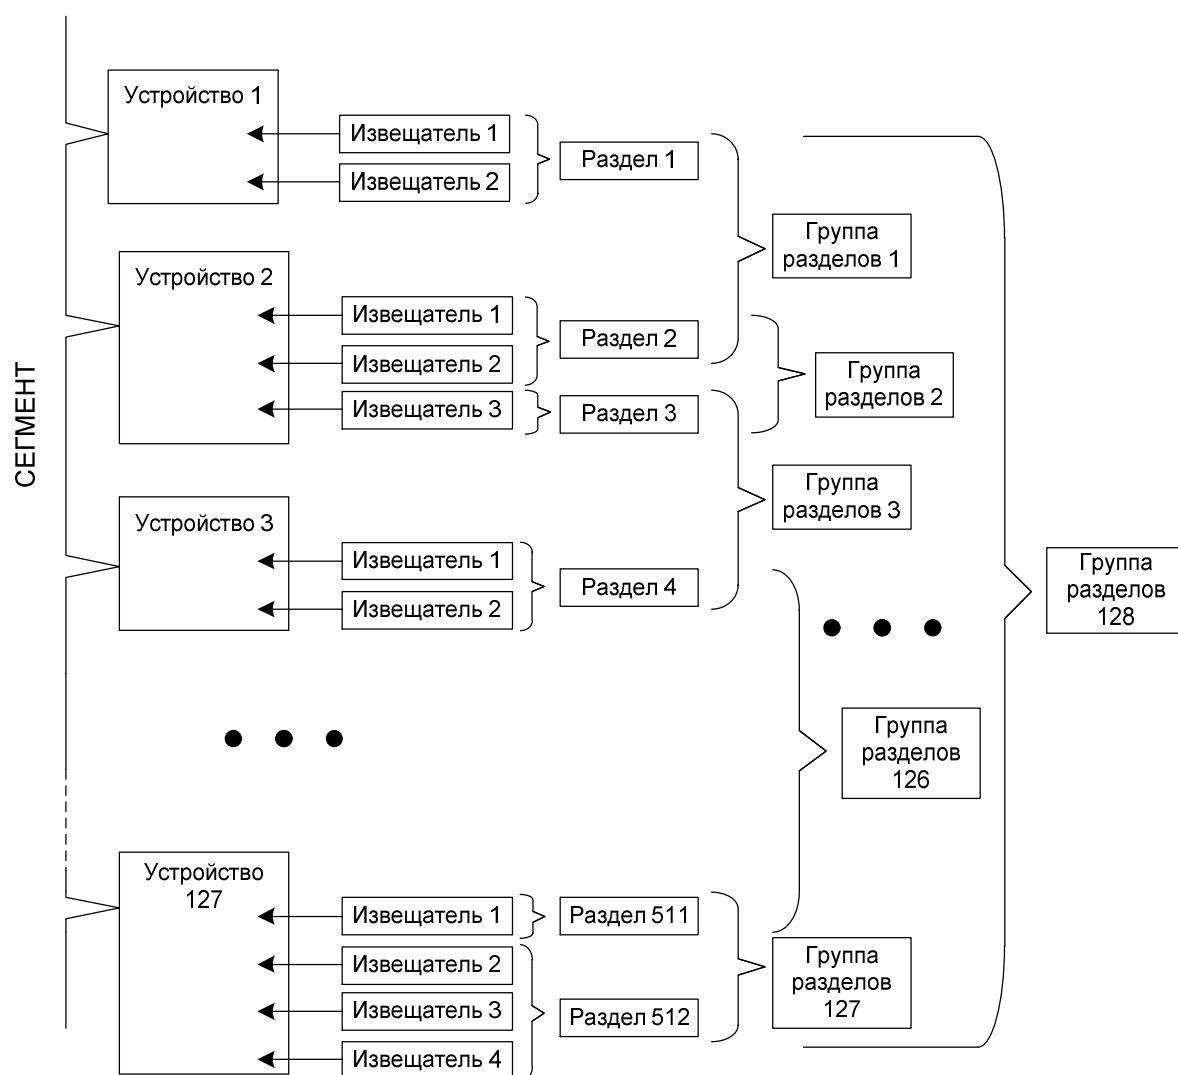 СЕГМЕНТ
Устройство 1
Извещатель 1
Извещатель 2
Раздел 1
Группа
разделов 1
Устройство 2
Извещатель 1
Извещатель 2
Извещатель 3
Раздел 2
Раздел 3
Группа
разделов 2
Группа
разделов 3
Устройство 3
Извещатель 1
Извещатель 2
Раздел 4
Группа
разделов
128
Группа
разделов
126
Устройство
127
Извещатель 1
Извещатель 2
Извещатель 3
Извещатель 4
Раздел 511
Раздел 512
Группа
разделов
127